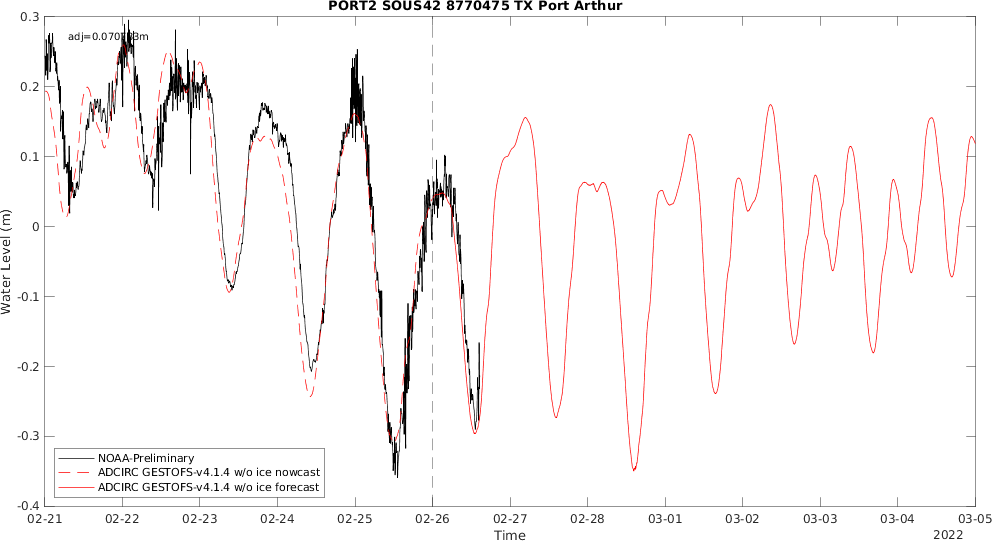 PORT2 SOUS42 8770475 TX Port Arthur
0.3
0.2
0.1
0
-0.1
-0.2
-0.3
-0.4
Water Level (m)
NOAA-Preliminary
ADCIRC GESTOFS-v4.1.4 w/o ice nowcast
ADCIRC GESTOFS-v4.1.4 w/o ice forecast
02-21 02-22 02-23 02-24 02-25 02-26 02-27 02-28 03-01 03-02 03-03 03-04 03-05
Time
2022